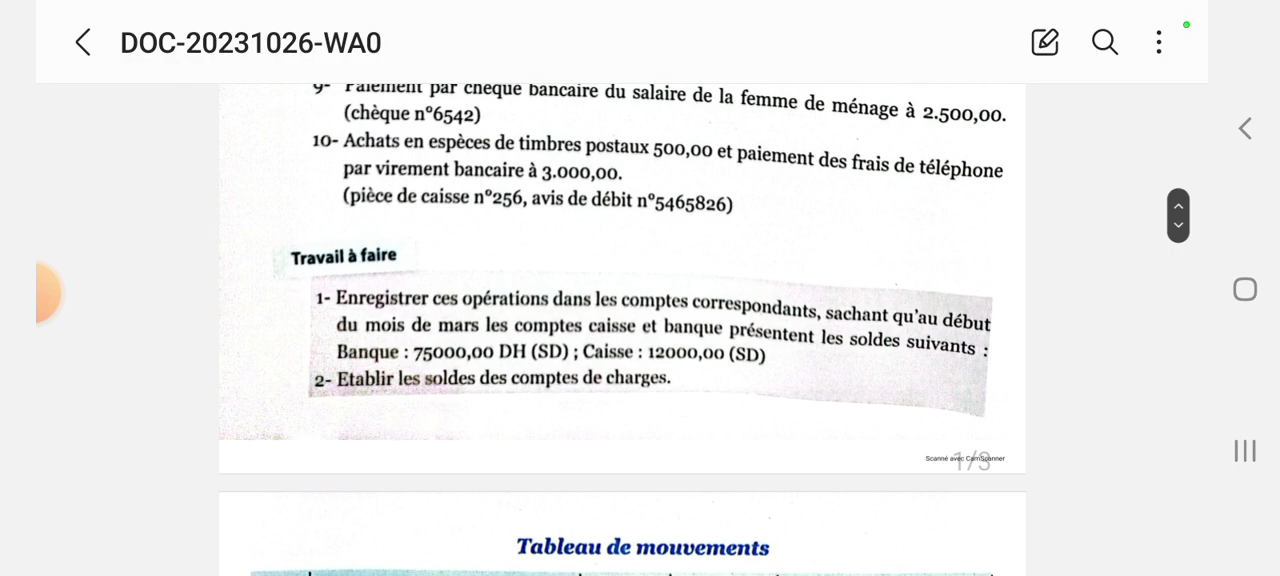 DOC-20231026-WA0
9- Paiement par chèque bancaire du salaire de la femme de ménage à 2.500,00.
(chèque n°6542)
10- Achats en espèces de timbres postaux 500,00 et paiement des frais de téléphone
par virement bancaire à 3.000,00.
(pièce de caisse n°256, avis de débit n°5465826)
Travail à faire
1- Enregistrer ces opérations dans les comptes correspondants, sachant qu'au début
du mois de mars les comptes caisse et banque présentent les soldes suivants :
Banque : 75000,00 DH (SD) ; Caisse : 12000,00 (SD)
2- Etablir les soldes des comptes de charges.
Scanné avec CamScanner
1/3
Tableau de mouvements